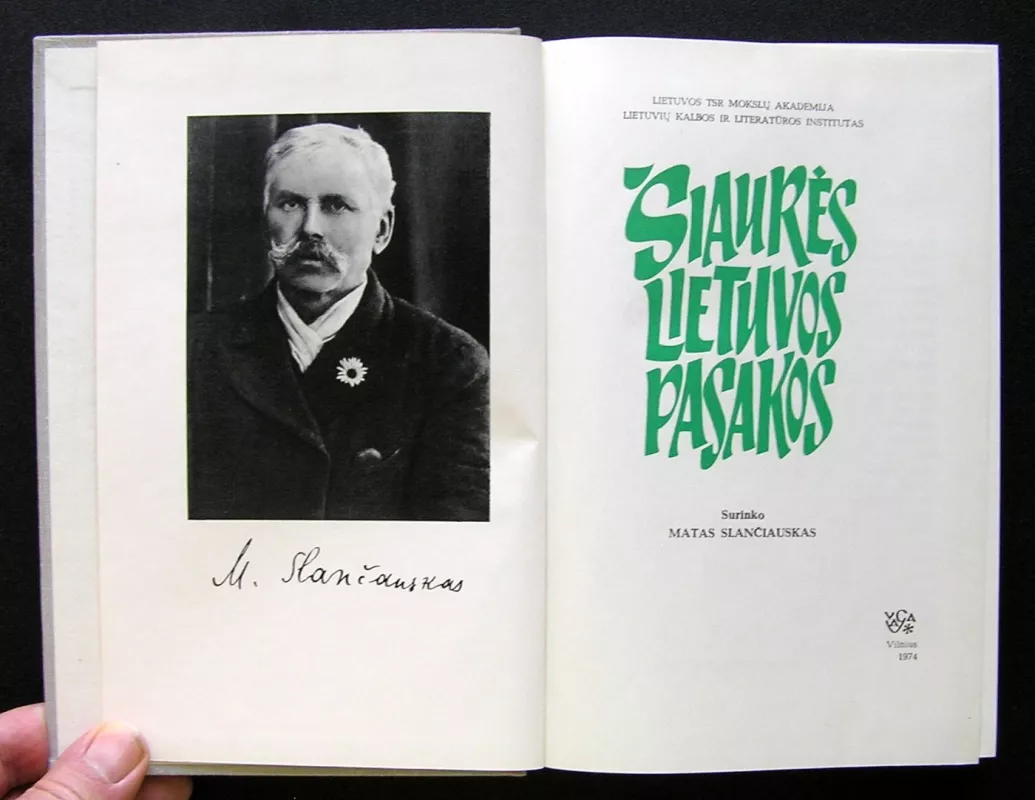 M. Slančauskas
LIETUVOS TSR MOKSLŲ AKADEMIJA
LIETUVIŲ KALBOS IR LITERATŪROS INSTITUTAS
ŠIAURĖS
LIETUVOS
PASAKOS
Surinko
MATAS SLANČIAUSKAS
Vilnius
1974